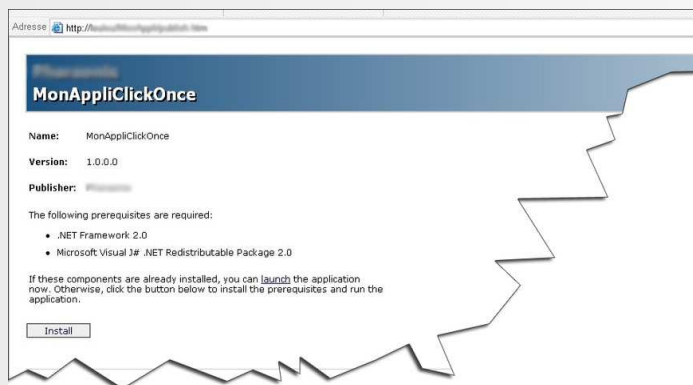 Adresse http://
MonAppliClickOnce
Name: MonAppliClickOnce
Version: 1.0.0.0
Publisher:
The following prerequisites are required:
• .NET Framework 2.0
• Microsoft Visual J# .NET Redistributable Package 2.0
If these components are already installed, you can launch the application
now. Otherwise, click the button below to install the prerequisites and run the
application.
Install